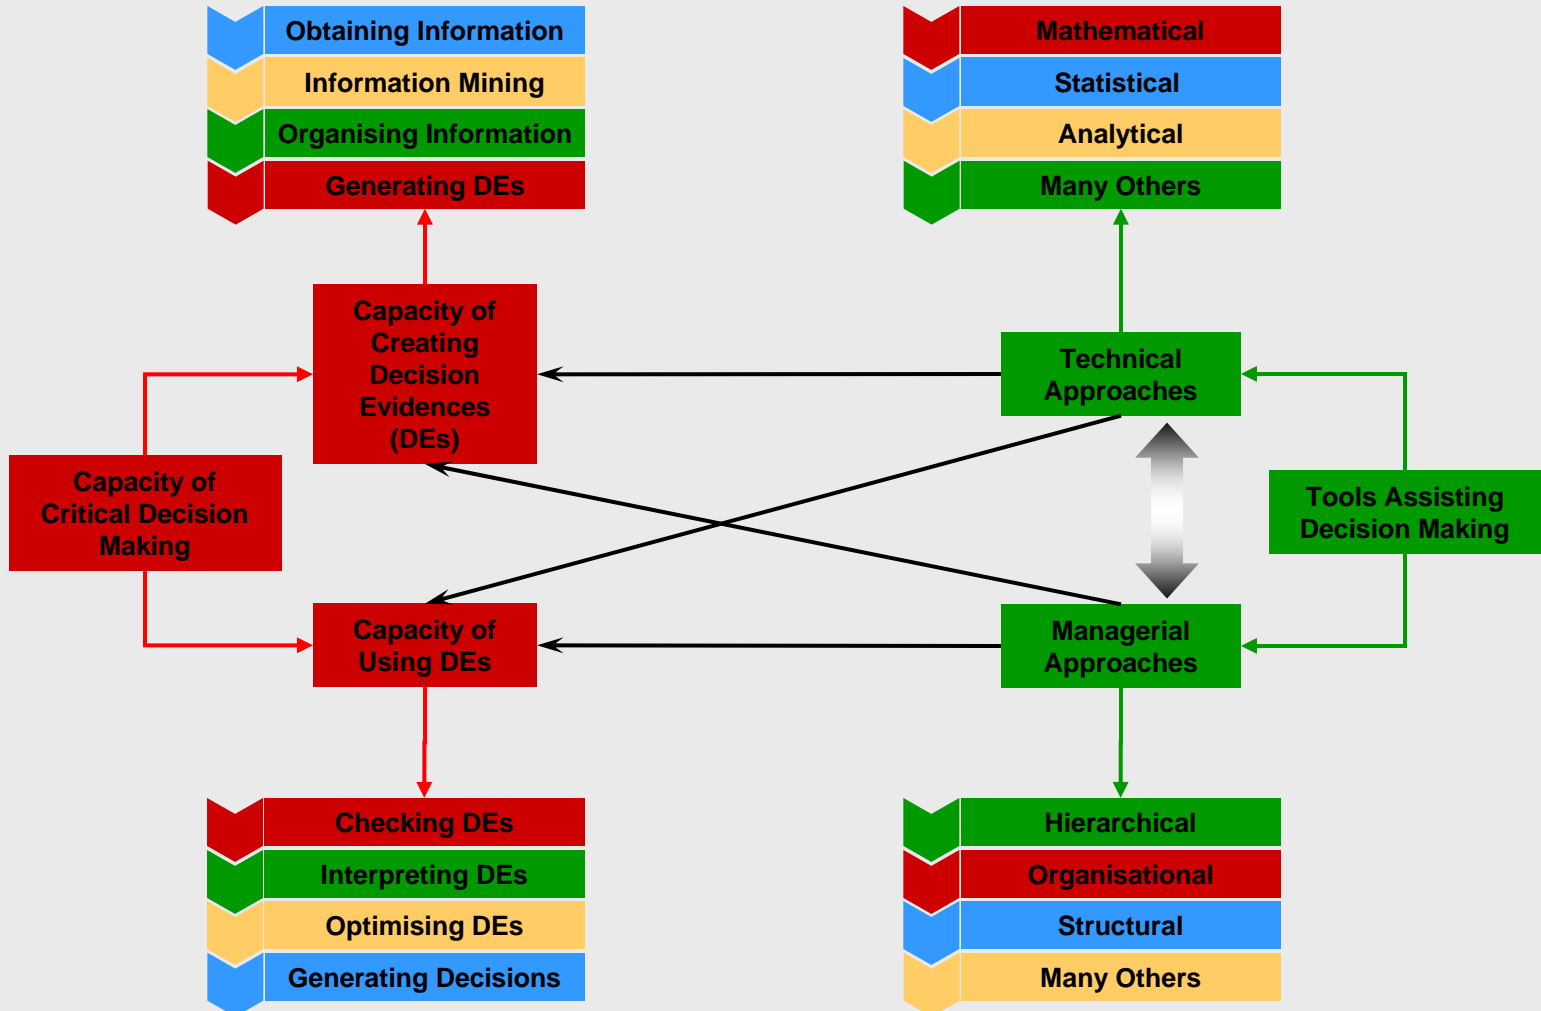 Obtaining Information
Information Mining
Organising Information
Generating DEs
Mathematical
Statistical
Analytical
Many Others
Capacity of
Creating
Decision
Evidences
(DEs)
Technical
Approaches
Capacity of
Critical Decision
Making
Tools Assisting
Decision Making
Capacity of
Using DEs
Managerial
Approaches
Checking DEs
Interpreting DEs
Optimising DEs
Generating Decisions
Hierarchical
Organisational
Structural
Many Others